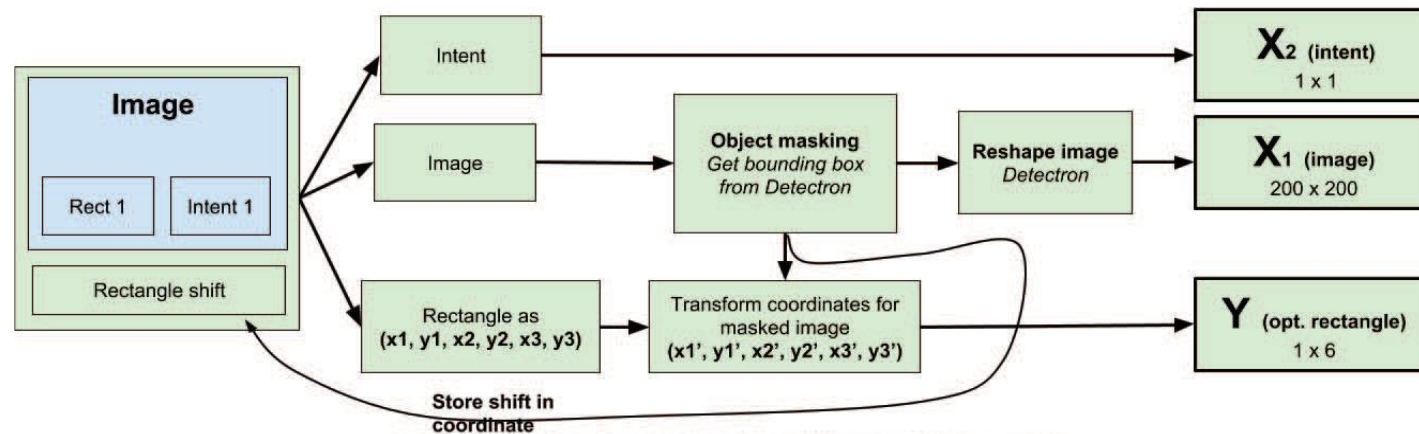 Image
Rect 1
Intent 1
Rectangle shift
Intent
Image
Rectangle as
(x1, y1, x2, y2, x3, y3)
Object masking
Get bounding box
from Detectron
Transform coordinates for
masked image
(x1’, y1’, x2’, y2’, x3’, y3’)
Reshape image
Detectron
X2 (intent)
1 x 1
X1 (image)
200 x 200
Y (opt. rectangle)
1 x 6
Store shift in
coordinate